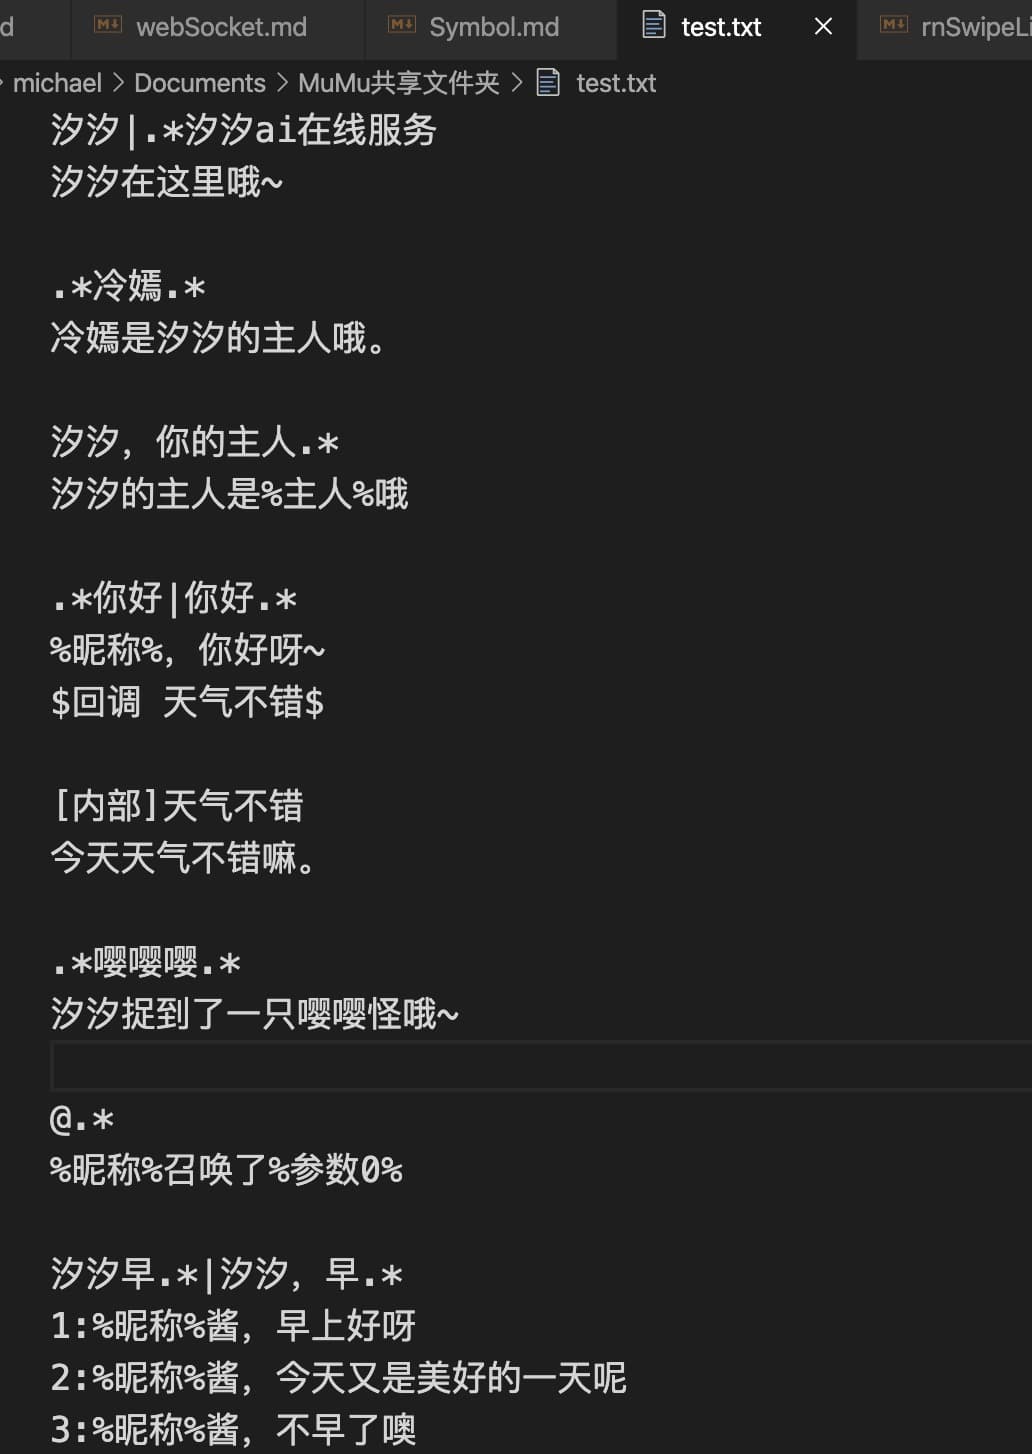 d webSocket.md Symbol.md test.txt rnSwipeLi
michael > Documents > MuMu共享文件夹 > test.txt
汐汐|.*汐汐ai在线服务
汐汐在这里哦~
.*冷嫣.*
冷嫣是汐汐的主人哦。
汐汐，你的主人.*
汐汐的主人是%主人%哦
.*你好|你好.*
%昵称%，你好呀~
$回调 天气不错$
[内部]天气不错
今天天气不错嘛。
.*嘤嘤嘤.*
汐汐捉到了一只嘤嘤怪哦~
@.*
%昵称%召唤了%参数0%
汐汐早.*|汐汐，早.*
1:%昵称%酱，早上好呀
2:%昵称%酱，今天又是美好的一天呢
3:%昵称%酱，不早了噢